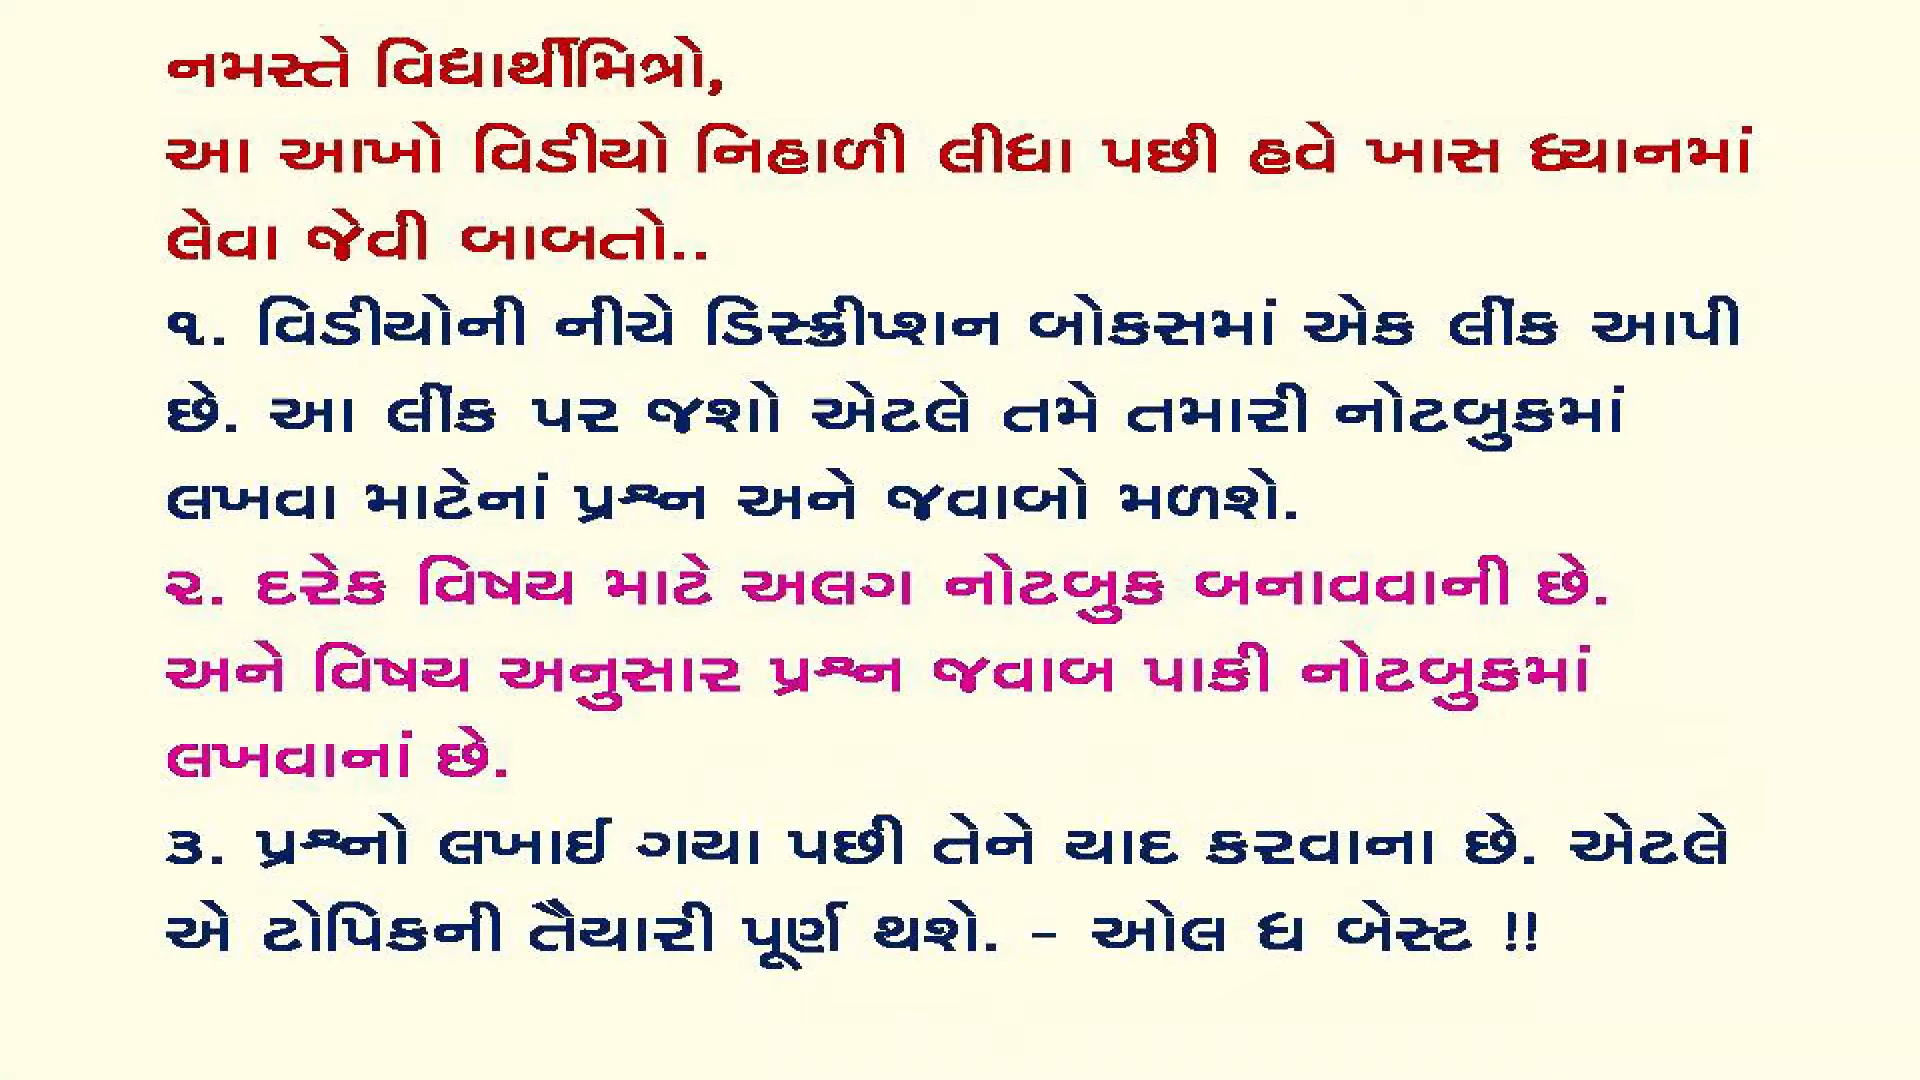 નમસ્તે વિદ્યાર્થીમિત્રો,
આ આખો વિડીયો નિહાળી લીધા પછી હવે ખાસ ધ્યાનમાં
લેવા જેવી બાબતો..
૧. વિડીયોની નીચે ડિસ્ક્રીપ્શન બોકસમાં એક લીંક આપી
છે. આ લીંક પર જશો એટલે તમે તમારી નોટબુકમાં
લખવા માટેનાં પ્રશ્ન અને જવાબો મળશે.
૨. દરેક વિષય માટે અલગ નોટબુક બનાવવાની છે.
અને વિષય અનુસાર પ્રશ્ન જવાબ પાકી નોટબુકમાં
લખવાનાં છે.
૩. પ્રશ્નો લખાઈ ગયા પછી તેને યાદ કરવાના છે. એટલે
એ ટોપિકની તૈયારી પૂર્ણ થશે. - ઓલ ધ બેસ્ટ !!